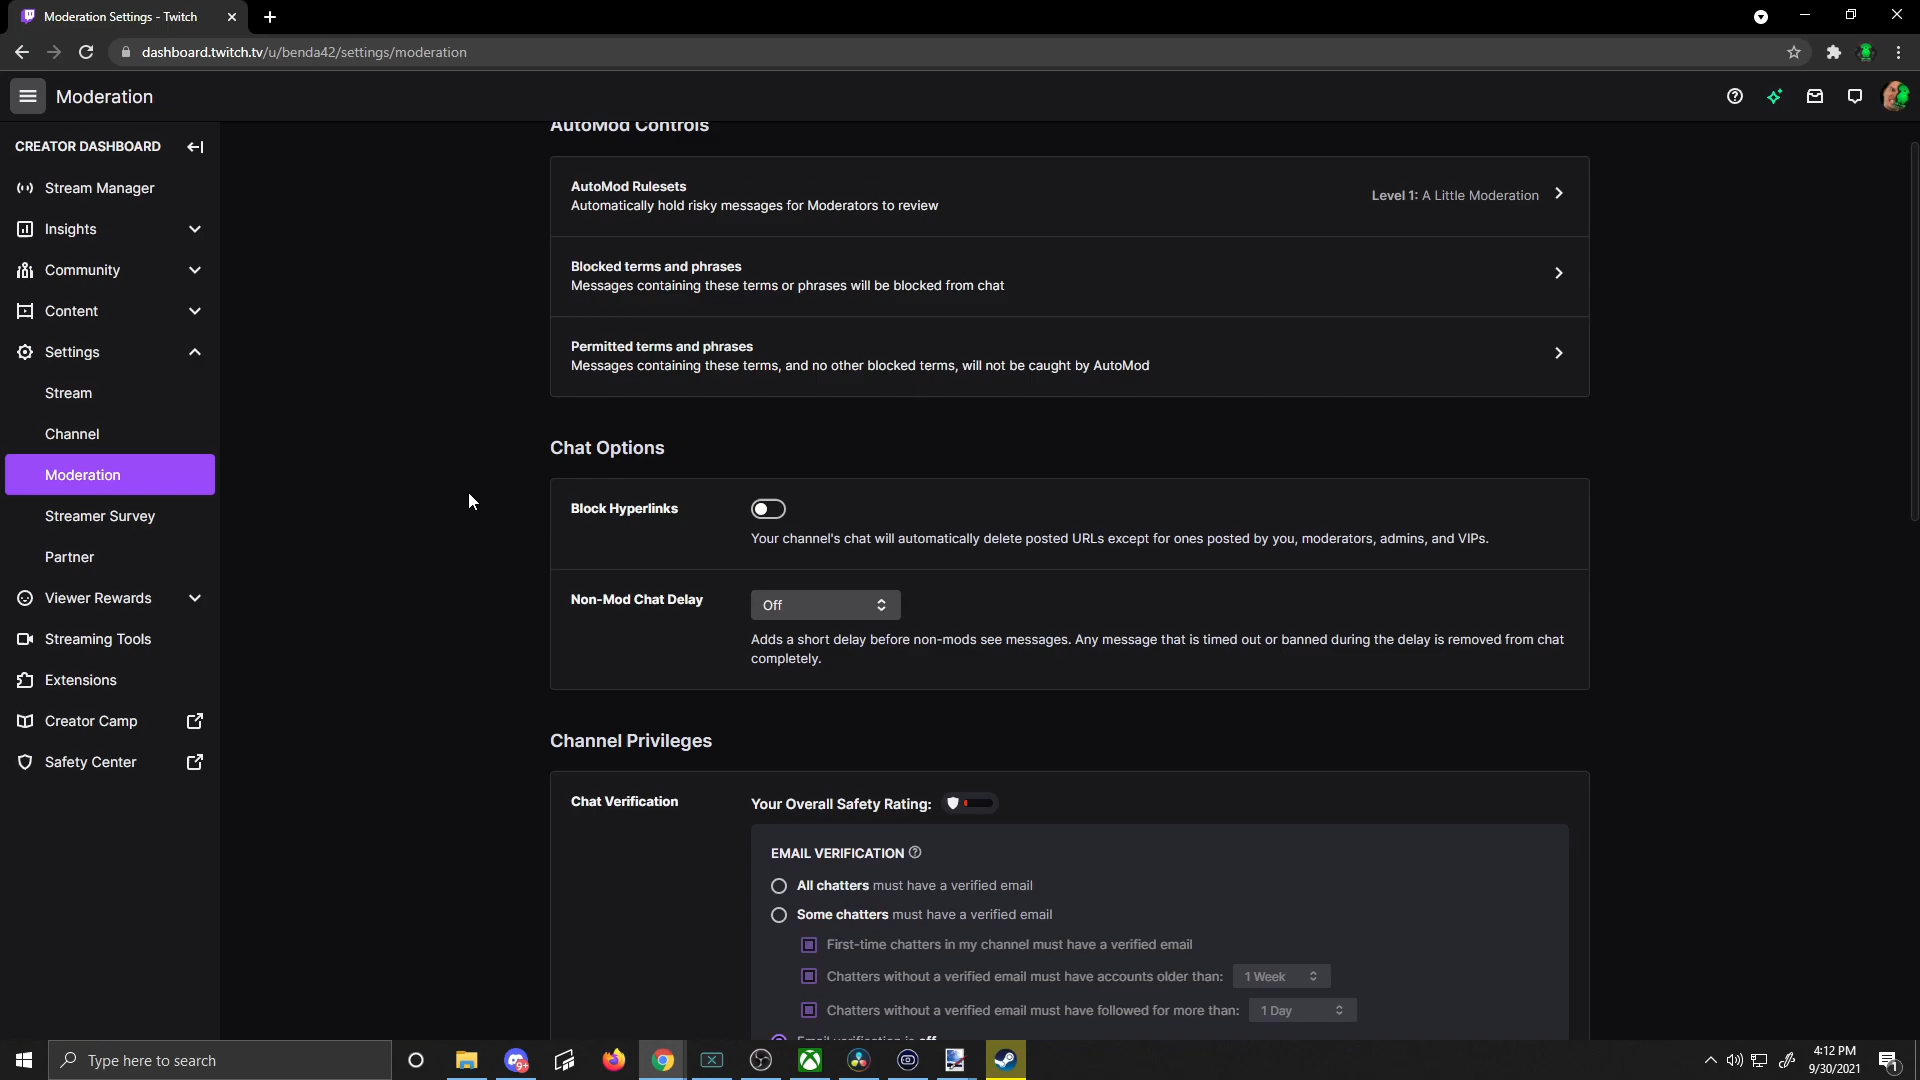 Moderation Settings - Twitch
dashboard.twitch.tv/u/benda42/settings/moderation
Moderation
CREATOR DASHBOARD
Stream Manager
Insights
Community
Content
Settings
Stream
Channel
Moderation
Streamer Survey
Partner
Viewer Rewards
Streaming Tools
Extensions
Creator Camp
Safety Center
AutoMod Controls
AutoMod Rulesets
Automatically hold risky messages for Moderators to review
Level 1: A Little Moderation
Blocked terms and phrases
Messages containing these terms or phrases will be blocked from chat
Permitted terms and phrases
Messages containing these terms, and no other blocked terms, will not be caught by AutoMod
Chat Options
Block Hyperlinks
Your channel's chat will automatically delete posted URLs except for ones posted by you, moderators, admins, and VIPs.
Non-Mod Chat Delay
Off
Adds a short delay before non-mods see messages. Any message that is timed out or banned during the delay is removed from chat
completely.
Channel Privileges
Chat Verification
Your Overall Safety Rating:
EMAIL VERIFICATION
All chatters must have a verified email
Some chatters must have a verified email
First-time chatters in my channel must have a verified email
Chatters without a verified email must have accounts older than: 1 Week
Chatters without a verified email must have followed for more than: 1 Day
Email verification is off
Type here to search
9+
4:12 PM
9/30/2021
1